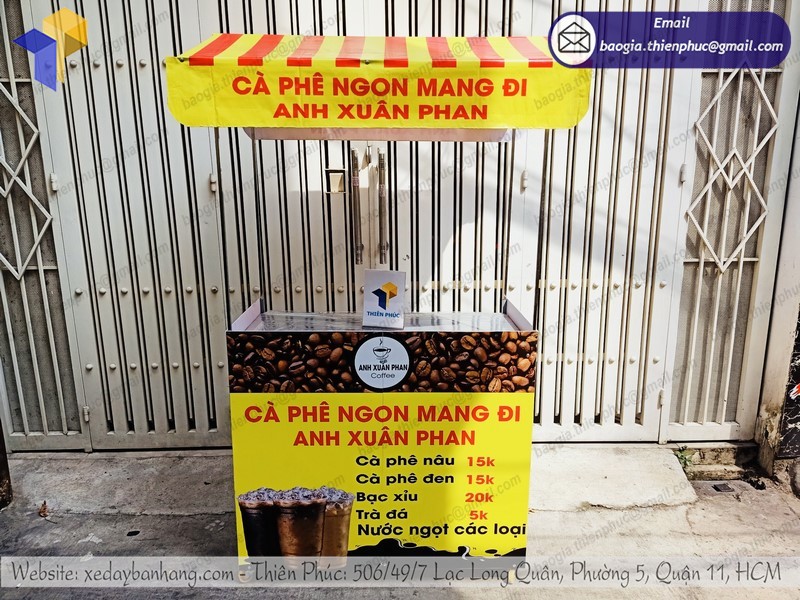 Email
baogia.thienphuc@gmail.com
CÀ PHÊ NGON MANG ĐI
ANH XUÂN PHAN
THIÊN PHÚC
ANH XUÂN PHAN
Coffee
CÀ PHÊ NGON MANG ĐI
ANH XUÂN PHAN
Cà phê nâu 15k
Cà phê đen 15k
Bạc xỉu 20k
Trà đá 5k
Nước ngọt các loại
Website: xedaybanhang.com - Thiên Phúc: 506/49/7 Lạc Long Quân, Phường 5, Quận 11, HCM